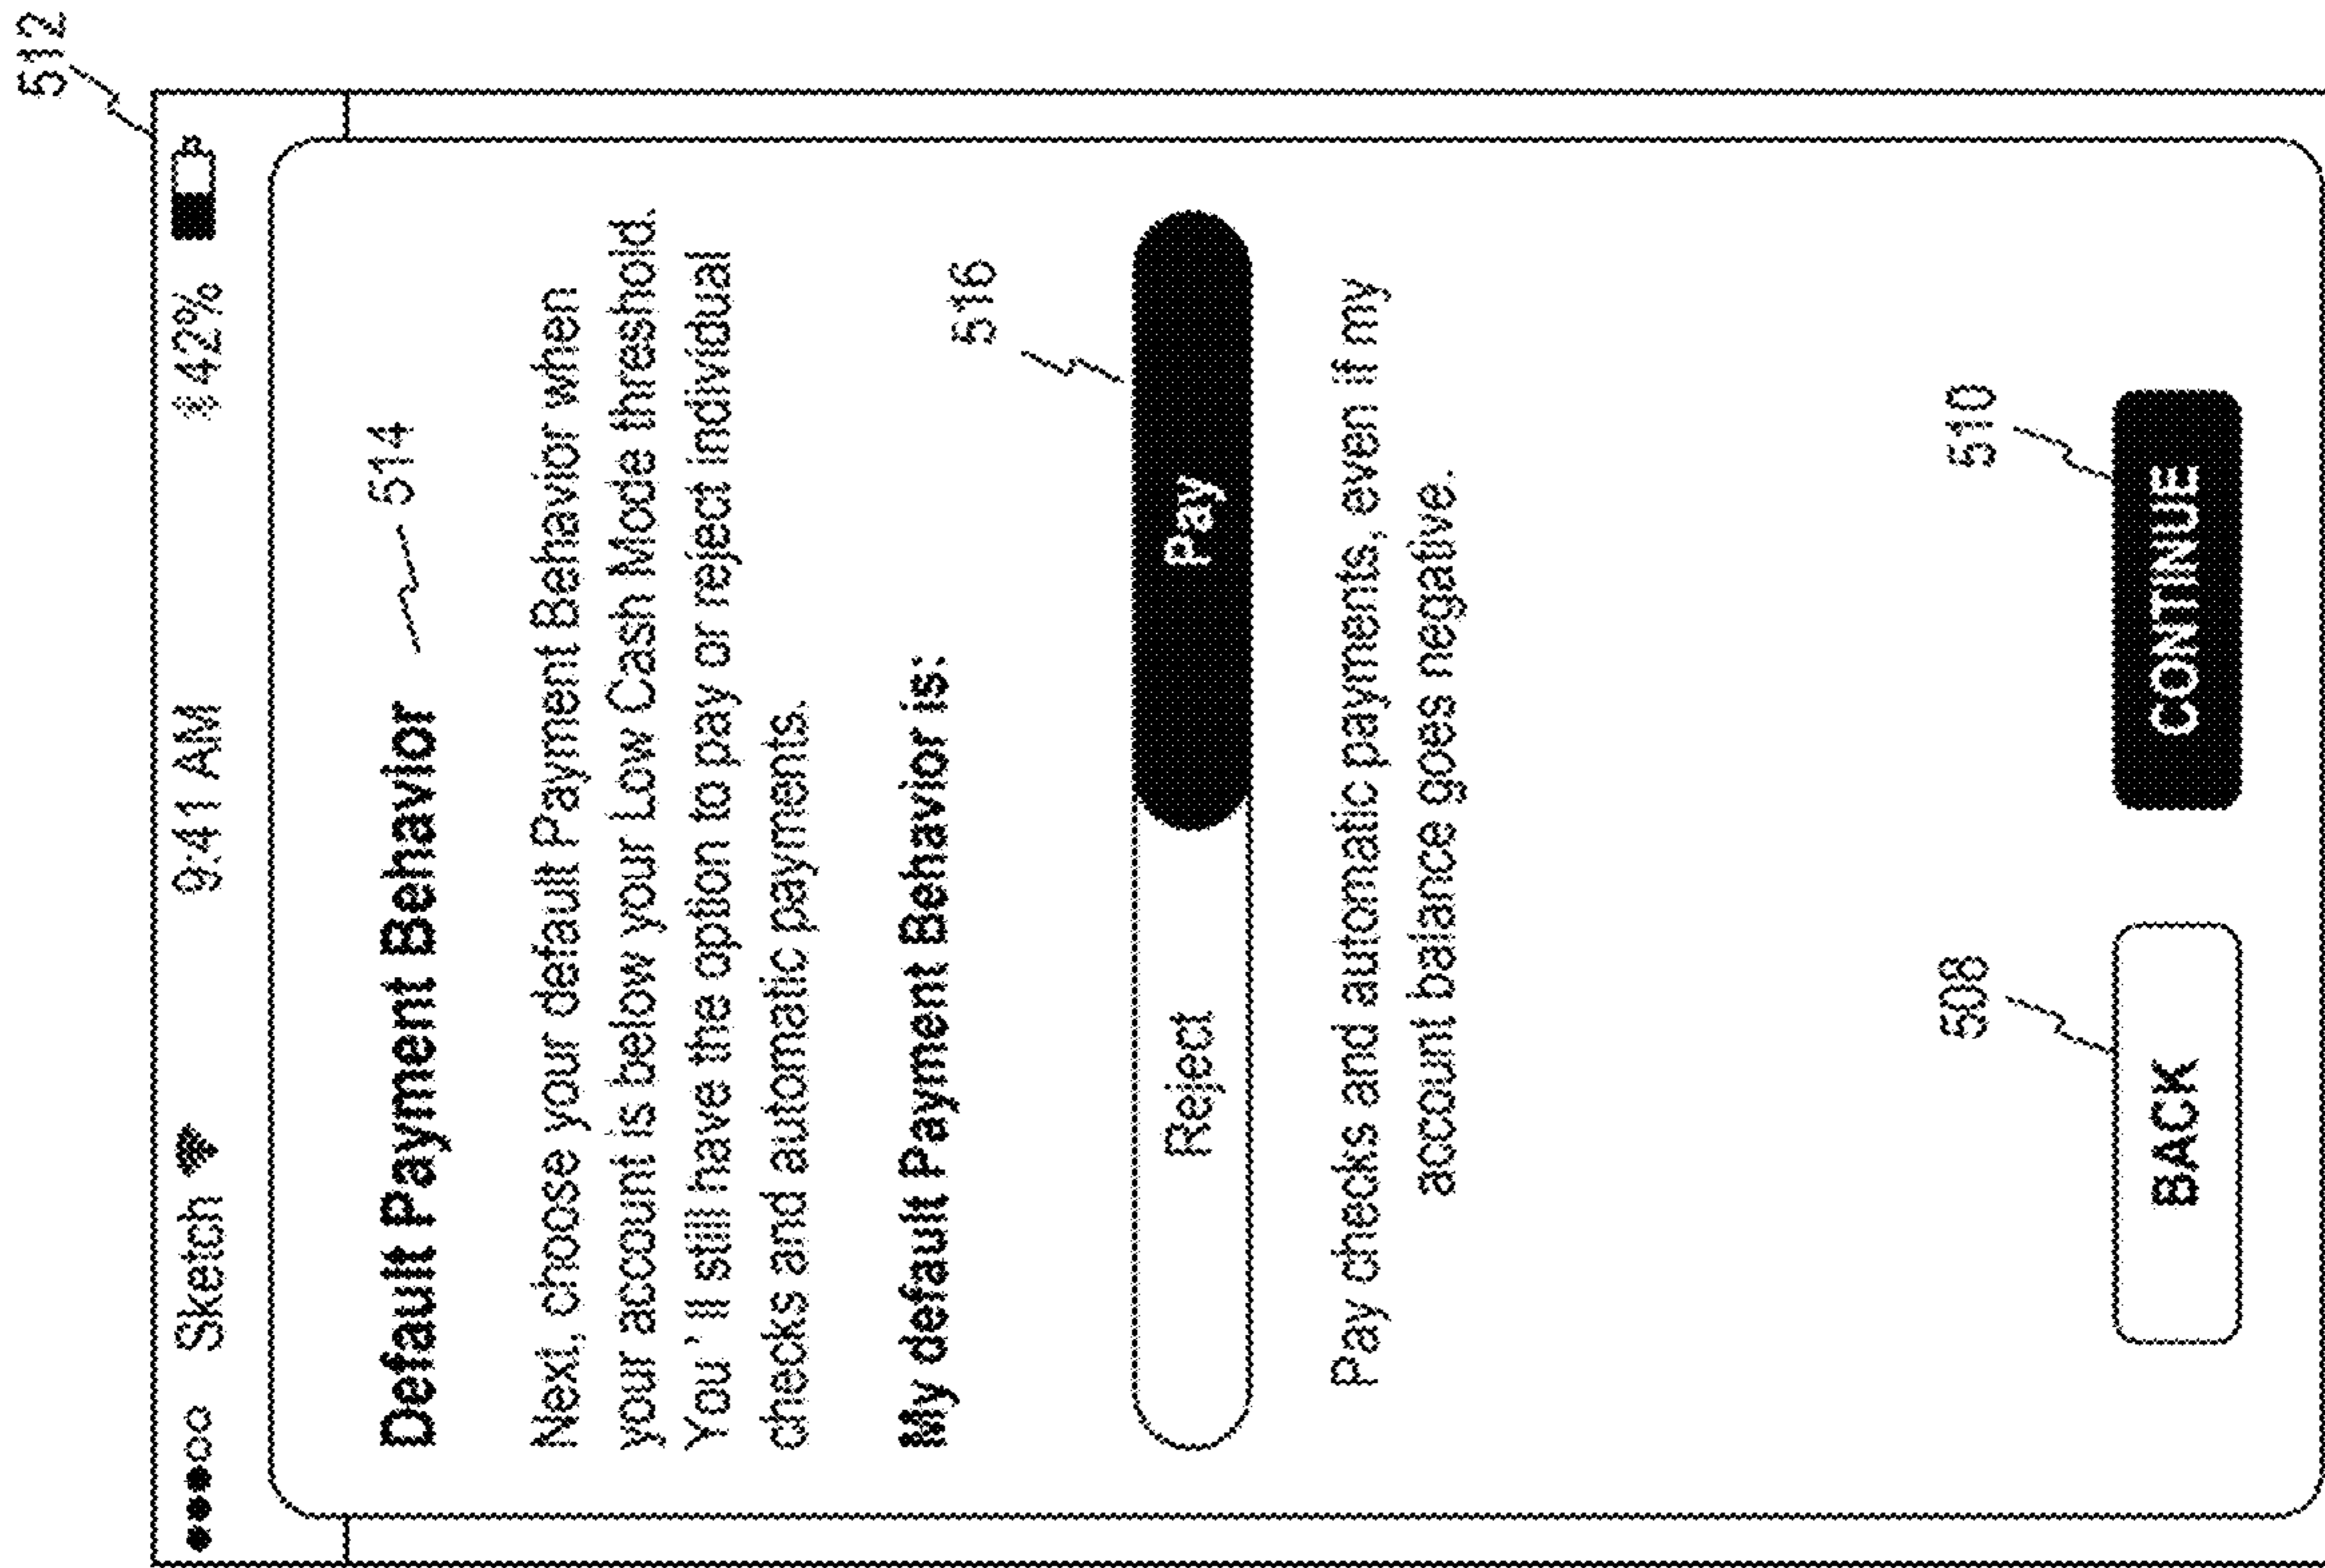 512
Sketch 9:41 AM 42%
Default Payment Behavior 514
Next, choose your default Payment Behavior when
your account is below your Low Cash Mode threshold.
You'll still have the option to pay or reject individual
checks and automatic payments.
My default Payment Behavior is:
516
Reject Pay
Pay checks and automatic payments, even if my
account balance goes negative.
508 510
BACK CONTINUE